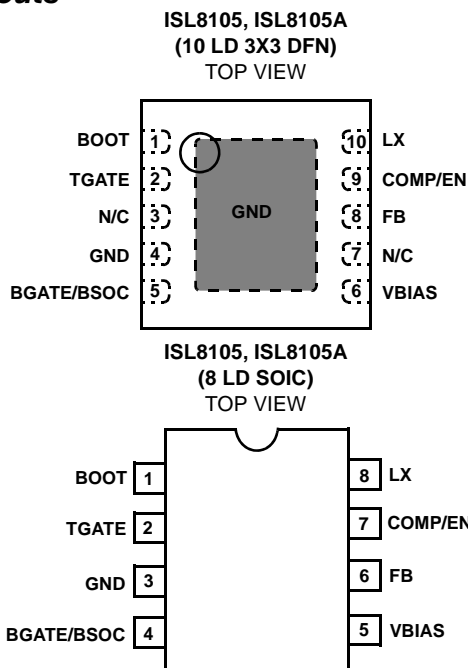 ISL8105, ISL8105A
(10 LD 3X3 DFN)
TOP VIEW
BOOT 1 10 LX
TGATE 2 9 COMP/EN
N/C 3 GND 8 FB
GND 4 7 N/C
BGATE/BSOC 5 6 VBIAS
ISL8105, ISL8105A
(8 LD SOIC)
TOP VIEW
BOOT 1 8 LX
TGATE 2 7 COMP/EN
GND 3 6 FB
BGATE/BSOC 4 5 VBIAS